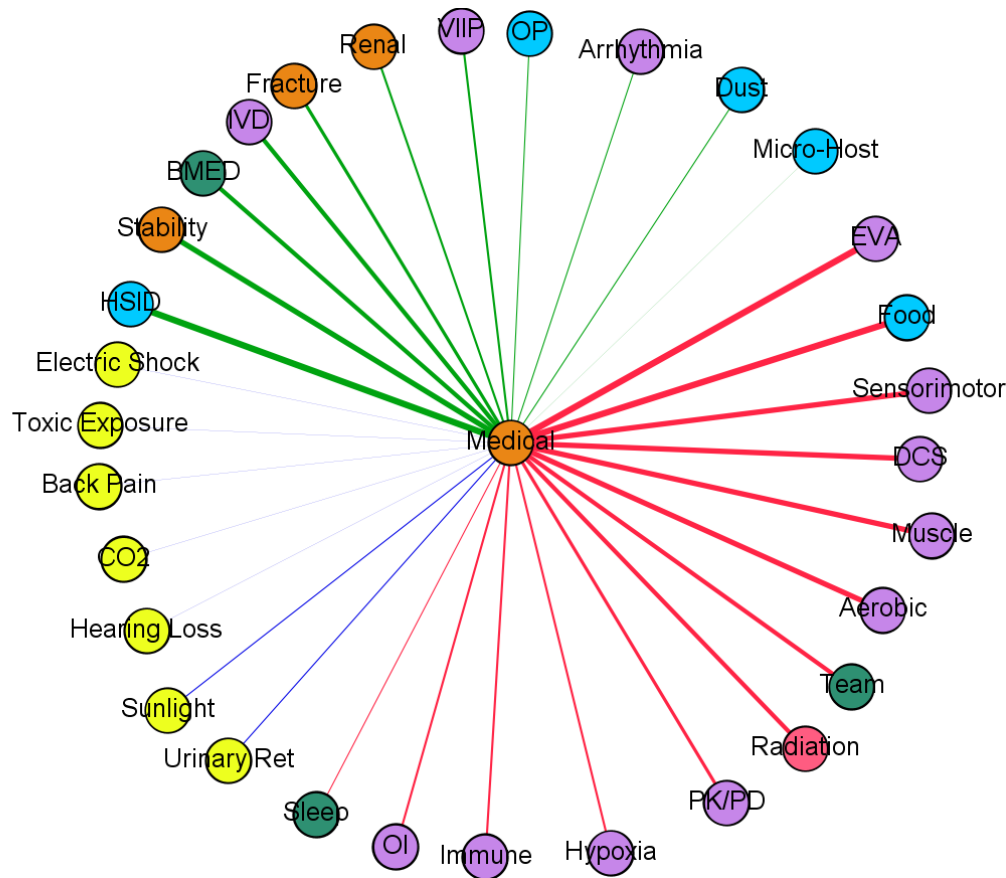 VIIP
OP
Renal
Arrhythmia
Fracture
Dust
IVD
Micro-Host
BMED
Stability
EVA
HSID
Food
Electric Shock
Sensorimotor
Toxic Exposure
Medical
DCS
Back Pain
Muscle
CO2
Aerobic
Hearing Loss
Team
Sunlight
Radiation
Urinary Ret
PK/PD
Sleep
OI
Immune
Hypoxia